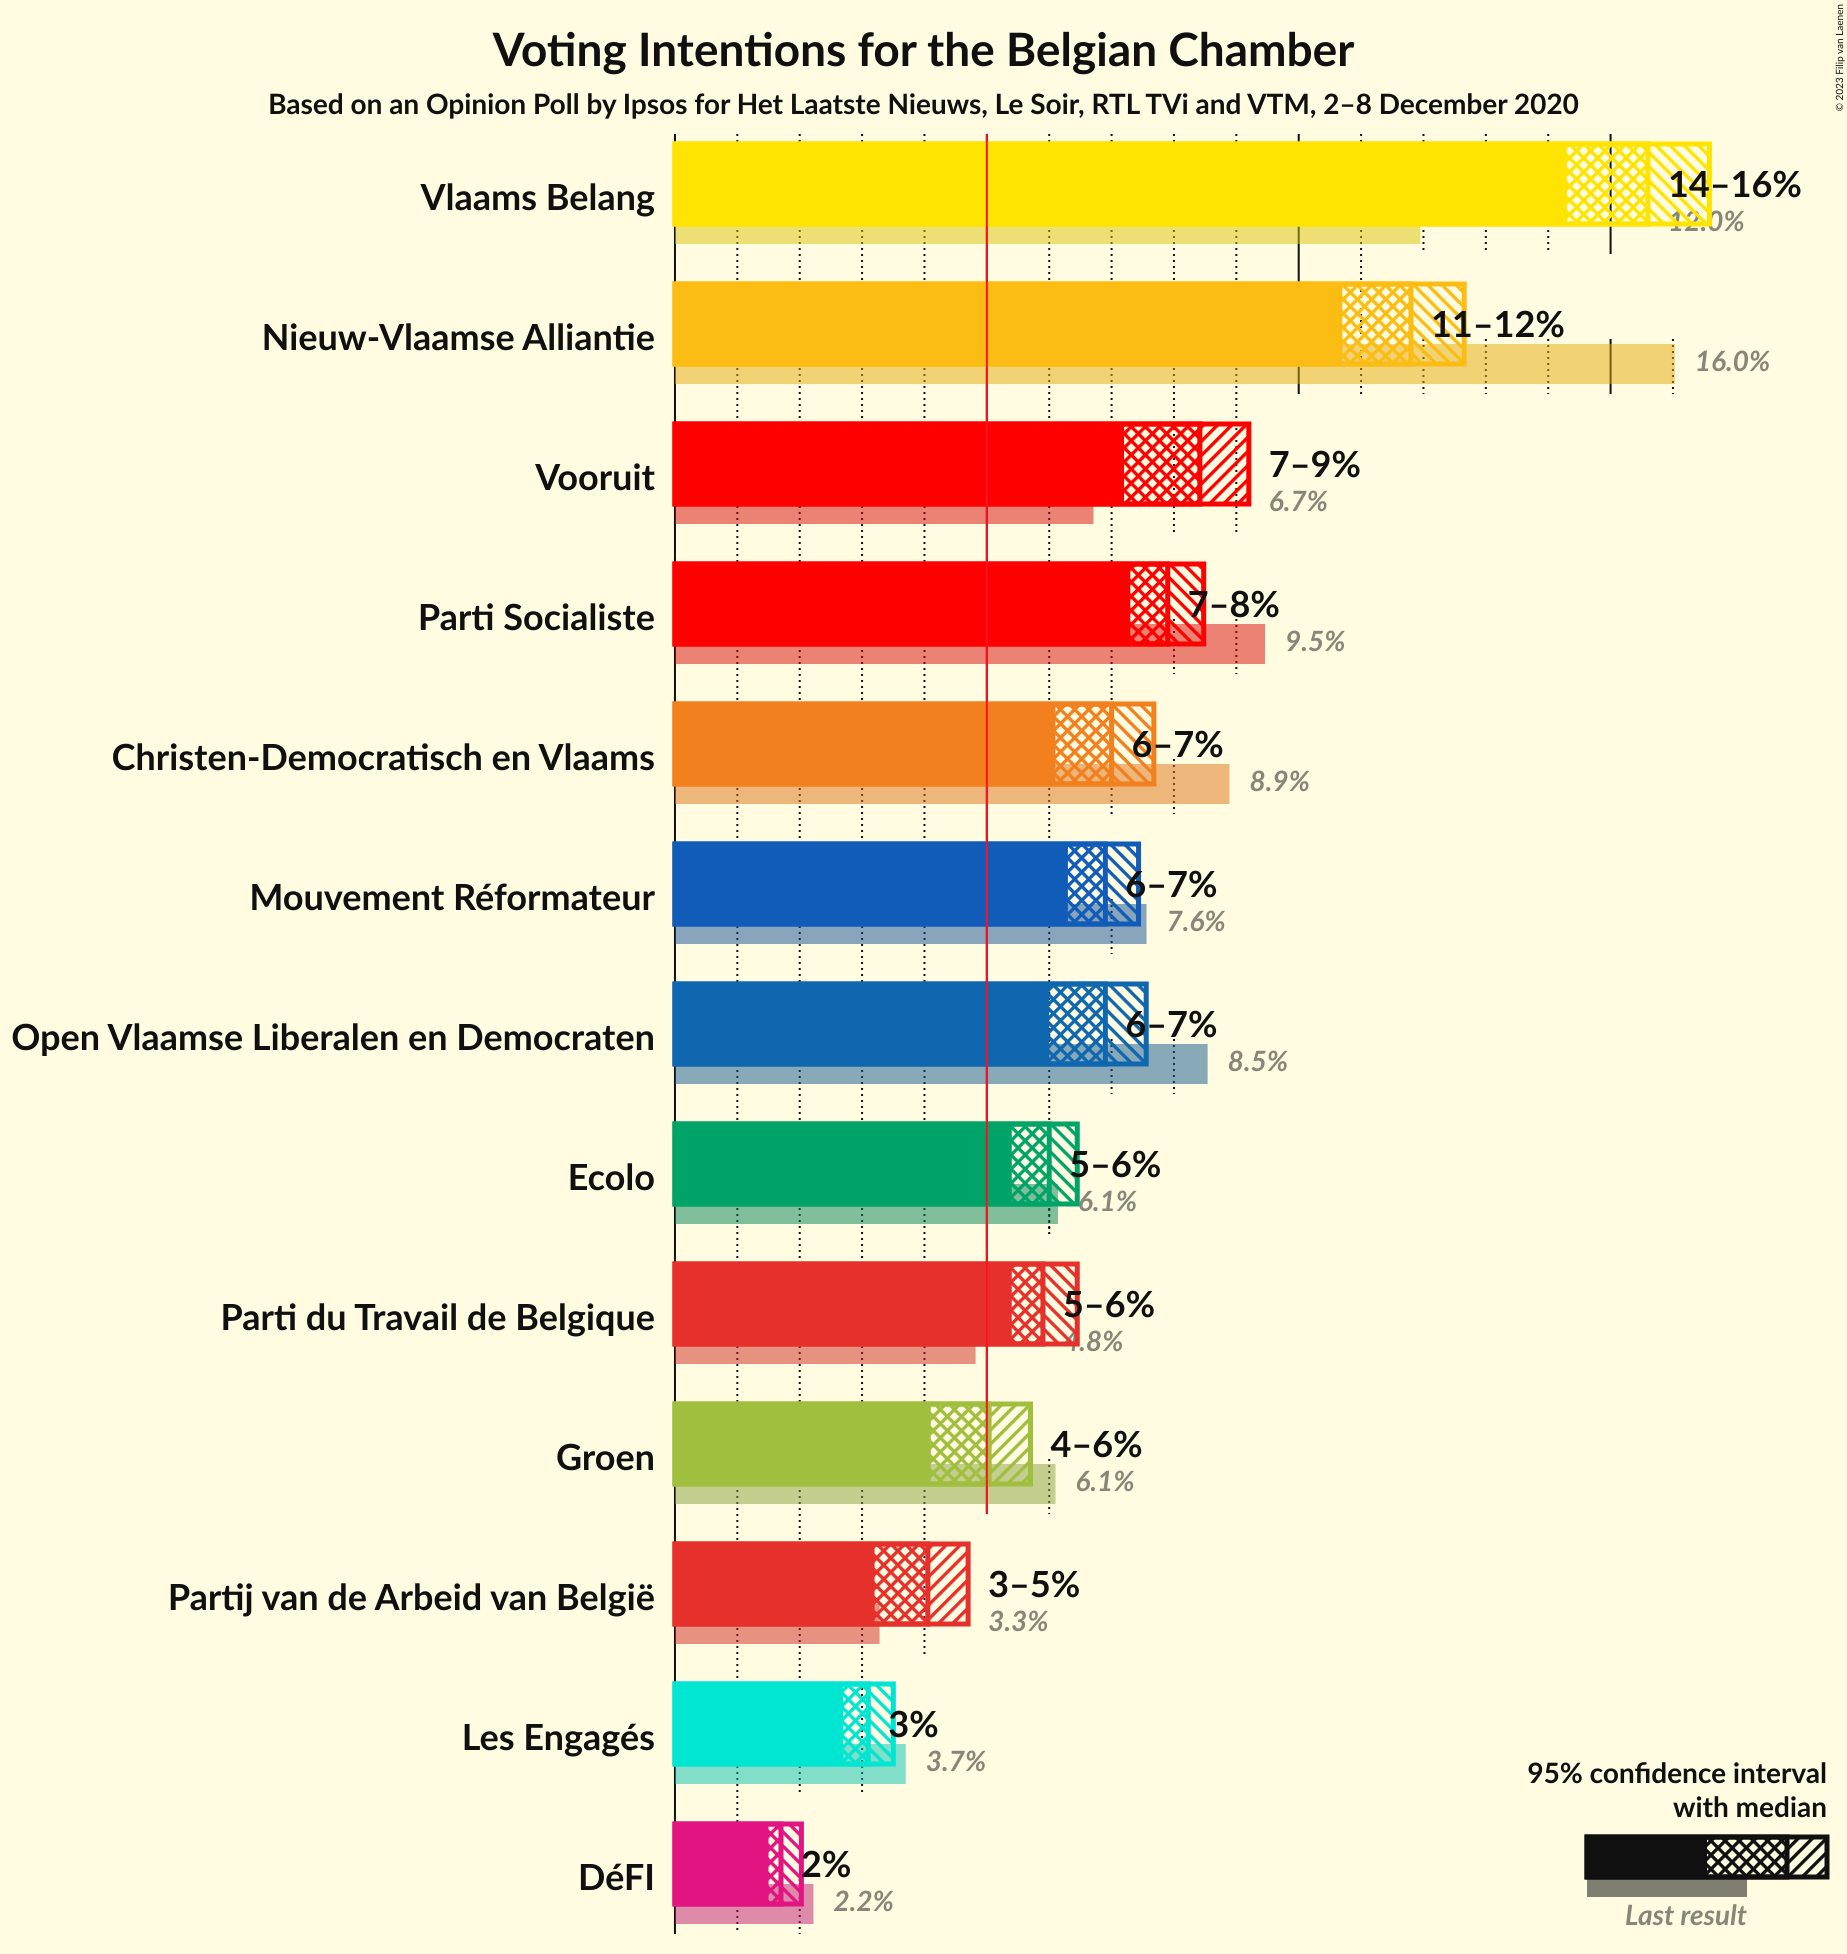 Voting Intentions for the Belgian Chamber
Based on an Opinion Poll by Ipsos for Het Laatste Nieuws, Le Soir, RTL TVi and VTM, 2–8 December 2020
© 2023 Filip van Laenen
Vlaams Belang
14–16%
12.0%
Nieuw-Vlaamse Alliantie
11–12%
16.0%
Vooruit
7–9%
6.7%
Parti Socialiste
7–8%
9.5%
Christen-Democratisch en Vlaams
6–7%
8.9%
Mouvement Réformateur
6–7%
7.6%
Open Vlaamse Liberalen en Democraten
6–7%
8.5%
Ecolo
5–6%
6.1%
Parti du Travail de Belgique
5–6%
4.8%
Groen
4–6%
6.1%
Partij van de Arbeid van België
3–5%
3.3%
Les Engagés
3%
3.7%
DéFI
2%
2.2%
95% confidence interval
with median
Last result